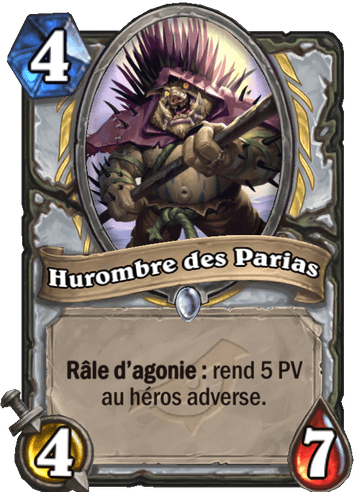 4
Hurombre des Parias
Râle d'agonie : rend 5 PV
au héros adverse.
4
7